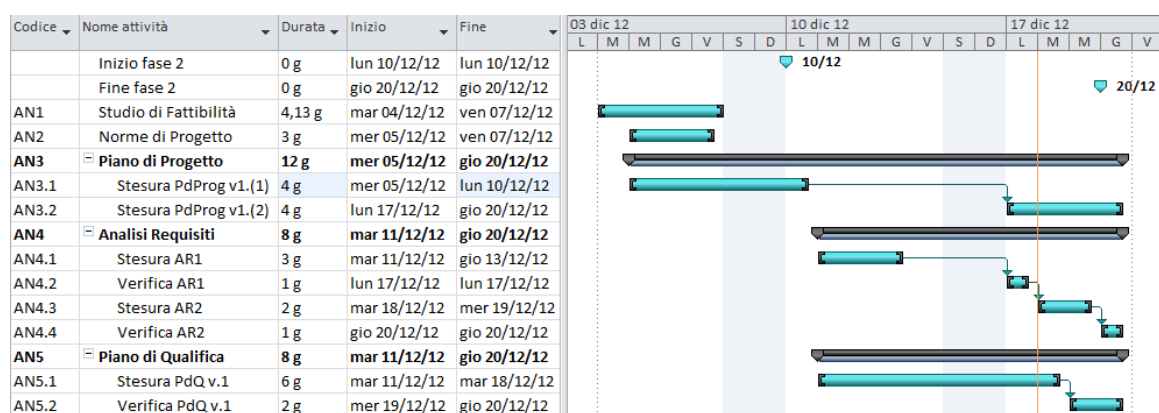 Codice Nome attività Durata Inizio Fine 03 dic 12 10 dic 12 17 dic 12
L M M G V S D L M M G V S D L M M G V
Inizio fase 2 0 g lun 10/12/12 lun 10/12/12 10/12
Fine fase 2 0 g gio 20/12/12 gio 20/12/12 20/12
AN1 Studio di Fattibilità 4,13 g mar 04/12/12 ven 07/12/12
AN2 Norme di Progetto 3 g mer 05/12/12 ven 07/12/12
AN3 Piano di Progetto 12 g mer 05/12/12 gio 20/12/12
AN3.1 Stesura PdProg v1.(1) 4 g mer 05/12/12 lun 10/12/12
AN3.2 Stesura PdProg v1.(2) 4 g lun 17/12/12 gio 20/12/12
AN4 Analisi Requisiti 8 g mar 11/12/12 gio 20/12/12
AN4.1 Stesura AR1 3 g mar 11/12/12 gio 13/12/12
AN4.2 Verifica AR1 1 g lun 17/12/12 lun 17/12/12
AN4.3 Stesura AR2 2 g mar 18/12/12 mer 19/12/12
AN4.4 Verifica AR2 1 g gio 20/12/12 gio 20/12/12
AN5 Piano di Qualifica 8 g mar 11/12/12 gio 20/12/12
AN5.1 Stesura PdQ v.1 6 g mar 11/12/12 mar 18/12/12
AN5.2 Verifica PdQ v.1 2 g mer 19/12/12 gio 20/12/12